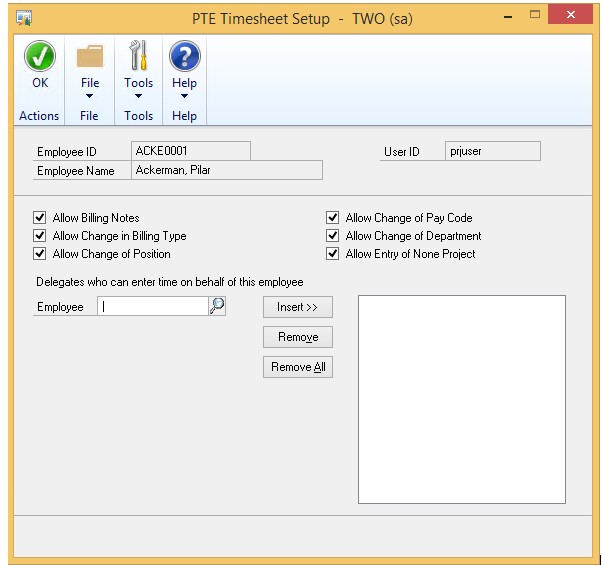 PTE Timesheet Setup - TWO (sa)
OK File Tools Help
Actions File Tools Help
Employee ID ACKE0001 User ID prjuser
Employee Name Ackerman, Pilar
Allow Billing Notes Allow Change of Pay Code
Allow Change in Billing Type Allow Change of Department
Allow Change of Position Allow Entry of None Project
Delegates who can enter time on behalf of this employee
Employee Insert >>
Remove
Remove All